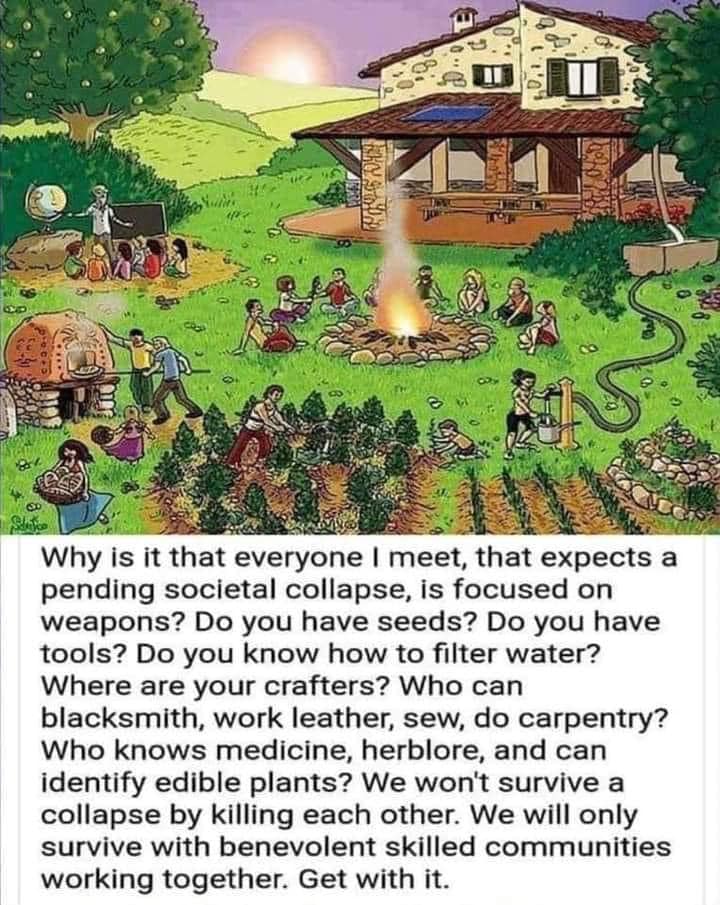 Why is it that everyone I meet, that expects a
pending societal collapse, is focused on
weapons? Do you have seeds? Do you have
tools? Do you know how to filter water?
Where are your crafters? Who can
blacksmith, work leather, sew, do carpentry?
Who knows medicine, herblore, and can
identify edible plants? We won't survive a
collapse by killing each other. We will only
survive with benevolent skilled communities
working together. Get with it.